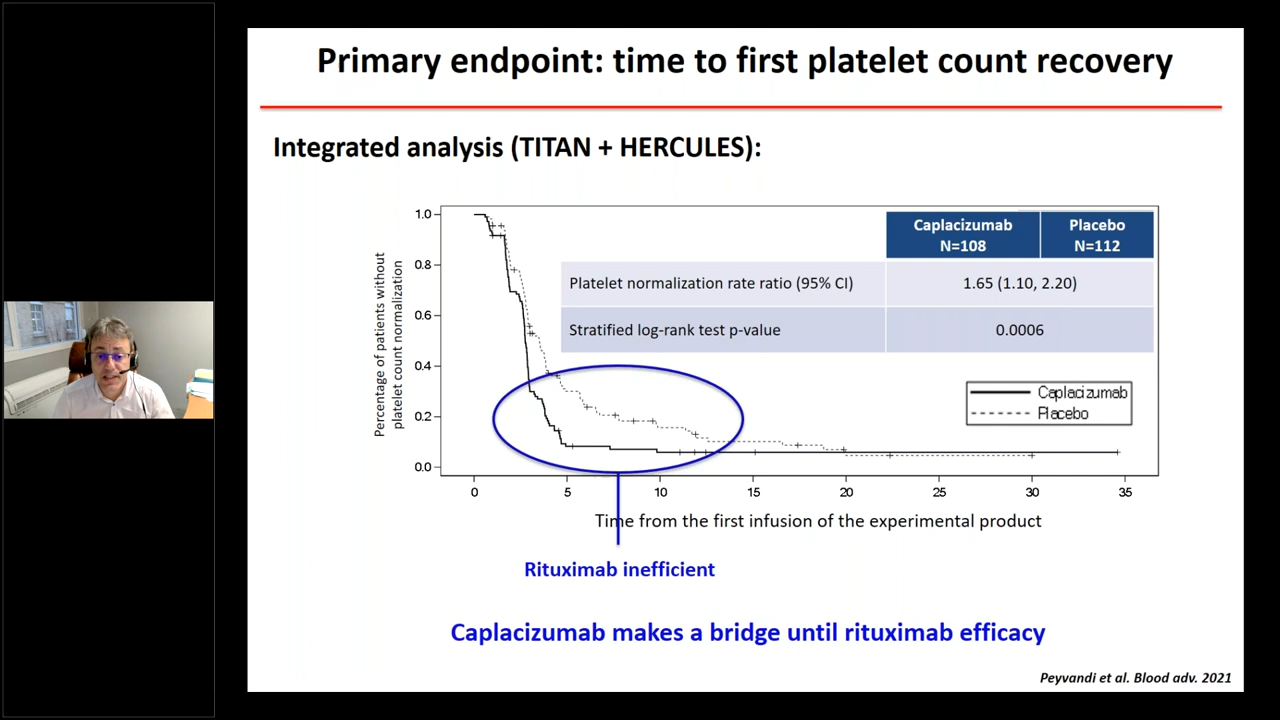 Primary endpoint: time to first platelet count recovery
Integrated analysis (TITAN + HERCULES):
Percentage of patients without
platelet count normalization
1.0
0.8
0.6
0.4
0.2
0.0
Caplacizumab
N=108
Placebo
N=112
Platelet normalization rate ratio (95% CI)
1.65 (1.10, 2.20)
Stratified log-rank test p-value
0.0006
Caplacizumab
Placebo
0 5 10 15 20 25 30 35
Time from the first infusion of the experimental product
Rituximab inefficient
Caplacizumab makes a bridge until rituximab efficacy
Peyvandi et al. Blood adv. 2021